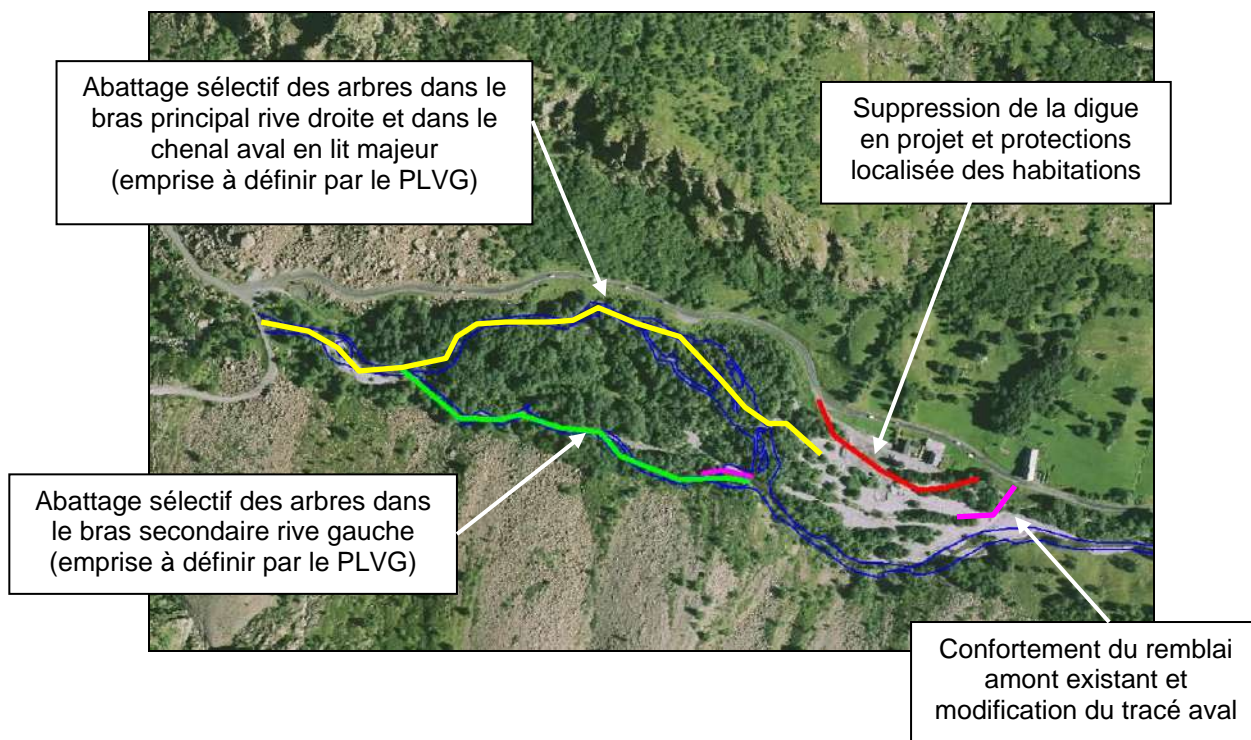 Abattage sélectif des arbres dans le
bras principal rive droite et dans le
chenal aval en lit majeur
(emprise à définir par le PLVG)
Suppression de la digue
en projet et protections
localisée des habitations
Abattage sélectif des arbres dans
le bras secondaire rive gauche
(emprise à définir par le PLVG)
Confortement du remblai
amont existant et
modification du tracé aval